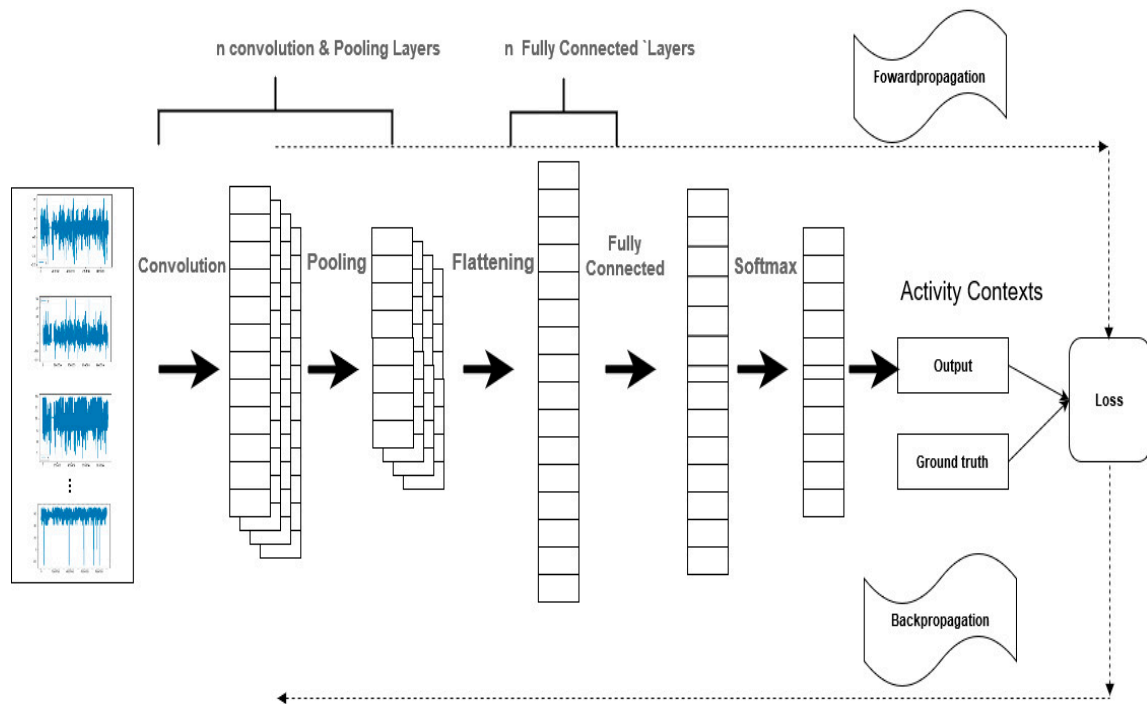 n convolution & Pooling Layers
n Fully Connected `Layers
Fowardpropagation
Convolution
Pooling
Flattening
Fully
Connected
Softmax
Activity Contexts
Output
Ground truth
Loss
⋮
Backpropagation